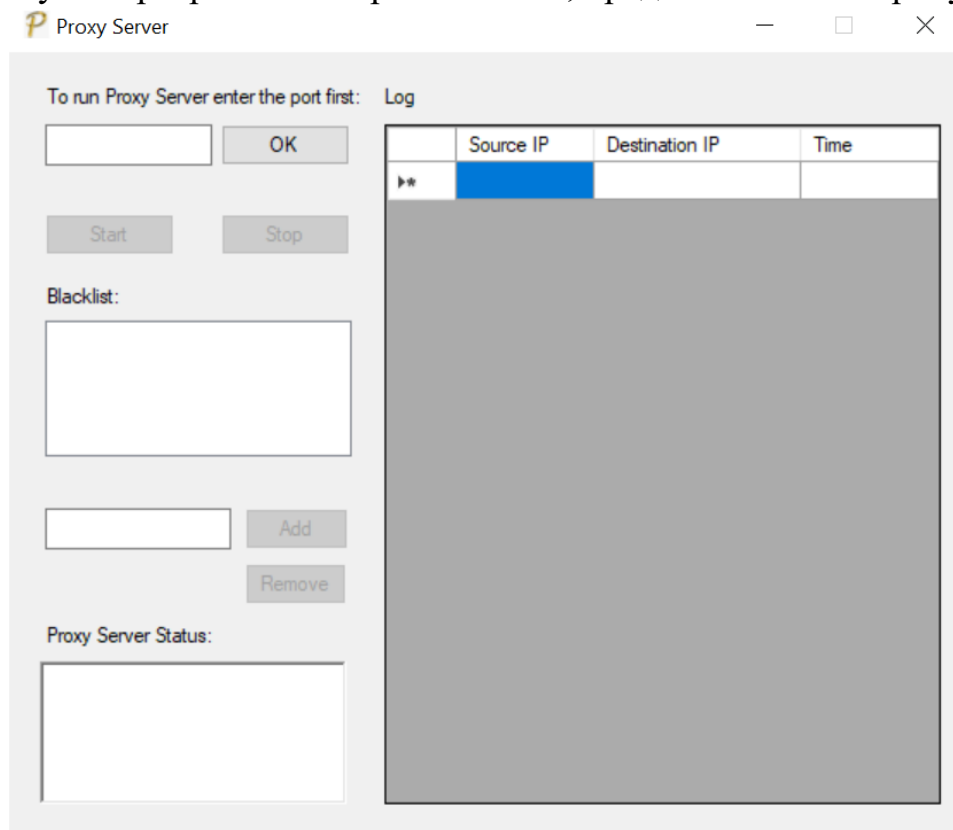 Proxy Server
To run Proxy Server enter the port first:
OK
Start
Stop
Blacklist:
Add
Remove
Proxy Server Status:
Log
Source IP
Destination IP
Time